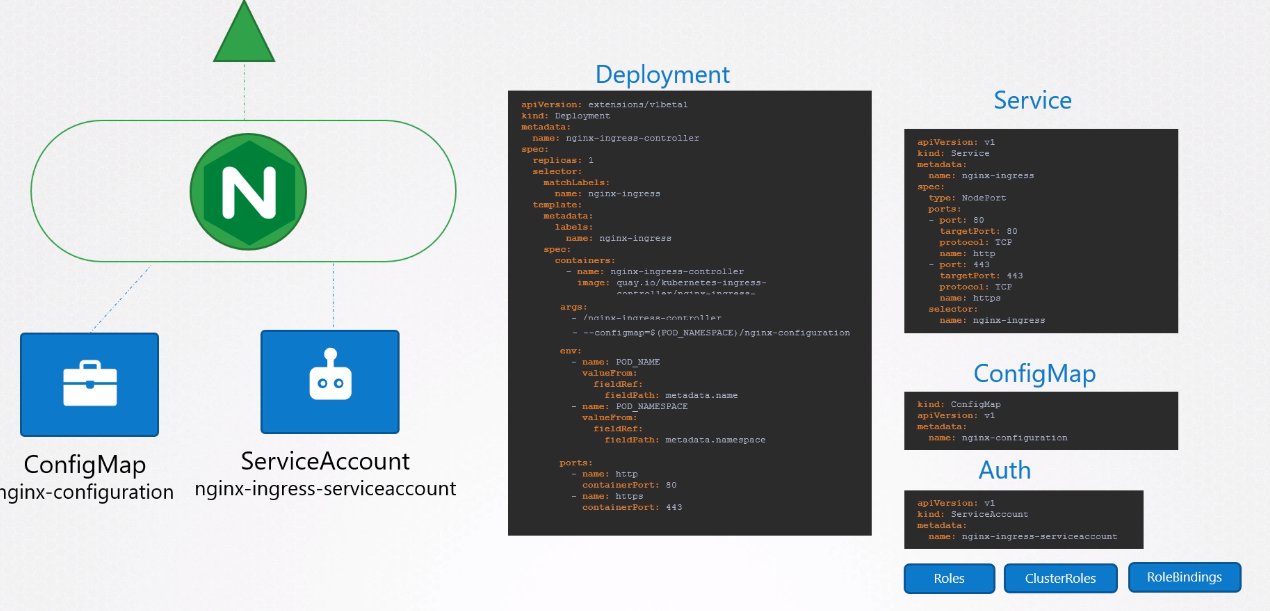 N
ConfigMap
nginx-configuration
ServiceAccount
nginx-ingress-serviceaccount
Deployment
apiVersion: extensions/v1beta1
kind: Deployment
metadata:
  name: nginx-ingress-controller
spec:
  replicas: 1
  selector:
    matchLabels:
      name: nginx-ingress
  template:
    metadata:
      labels:
        name: nginx-ingress
    spec:
      containers:
        - name: nginx-ingress-controller
          image: quay.io/kubernetes-ingress-
                 controller/nginx-ingress-
       args:
         - /nginx-ingress-controller
         - --configmap=$(POD_NAMESPACE)/nginx-configuration
       env:
         - name: POD_NAME
           valueFrom:
             fieldRef:
               fieldPath: metadata.name
         - name: POD_NAMESPACE
           valueFrom:
             fieldRef:
               fieldPath: metadata.namespace
       ports:
         - name: http
           containerPort: 80
         - name: https
           containerPort: 443
Service
apiVersion: v1
kind: Service
metadata:
  name: nginx-ingress
spec:
  type: NodePort
  ports:
  - port: 80
    targetPort: 80
    protocol: TCP
    name: http
  - port: 443
    targetPort: 443
    protocol: TCP
    name: https
  selector:
    name: nginx-ingress
ConfigMap
kind: ConfigMap
apiVersion: v1
metadata:
  name: nginx-configuration
Auth
apiVersion: v1
kind: ServiceAccount
metadata:
  name: nginx-ingress-serviceaccount
Roles
ClusterRoles
RoleBindings